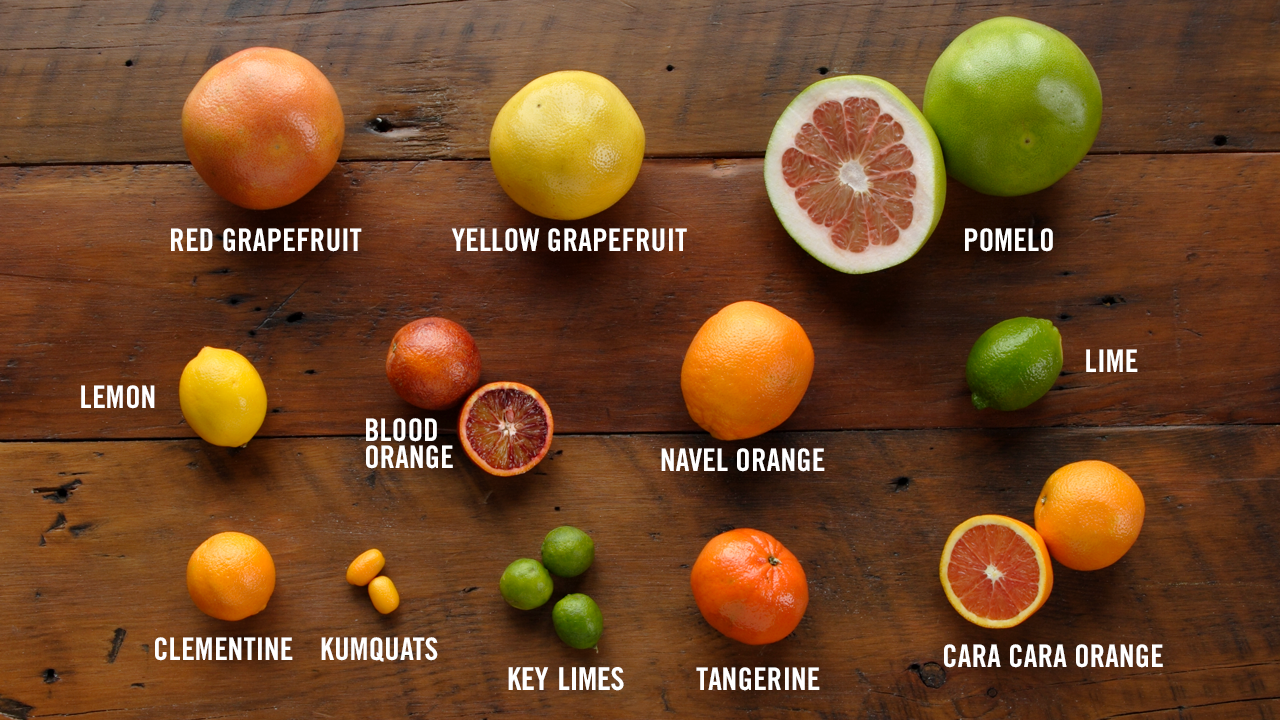 RED GRAPEFRUIT
YELLOW GRAPEFRUIT
POMELO
LEMON
BLOOD
ORANGE
NAVEL ORANGE
LIME
CLEMENTINE
KUMQUATS
KEY LIMES
TANGERINE
CARA CARA ORANGE